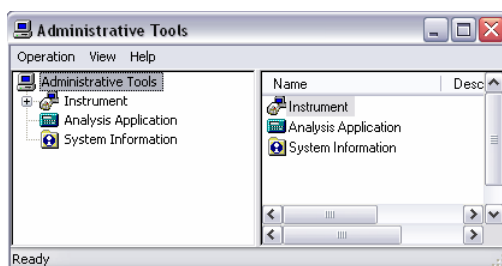 Administrative Tools
Operation View Help
Administrative Tools
Instrument
Analysis Application
System Information
Name Desc
Instrument
Analysis Application
System Information
Ready